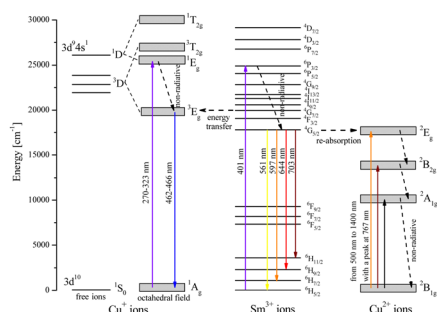 30000
25000
20000
15000
10000
5000
0
Energy [cm⁻¹]
3d⁹4s¹
¹D
³D
3d¹⁰
¹S₀
free ions
¹T₂g
³T₂g
¹Eg
³Eg
¹Ag
non-radiative
270-323 nm
462-466 nm
octahedral field
Cu⁺ ions
energy transfer
⁴D₇/₂
⁴D₃/₂
⁶P₇/₂
⁶P₃/₂
⁶P₅/₂
⁴G₉/₂
⁴I₁₃/₂
⁴I₁₁/₂
⁴G₇/₂
⁴F₃/₂
⁴G₅/₂
non-radiative
401 nm
561 nm
597 nm
644 nm
703 nm
⁶F₉/₂
⁶F₇/₂
⁶F₅/₂
⁶H₁₁/₂
⁶H₉/₂
⁶H₇/₂
⁶H₅/₂
Sm³⁺ ions
re-absorption
²Eg
²B₂g
²A₁g
²B₁g
from 500 nm to 1400 nm
with a peak at 767 nm
non-radiative
Cu²⁺ ions